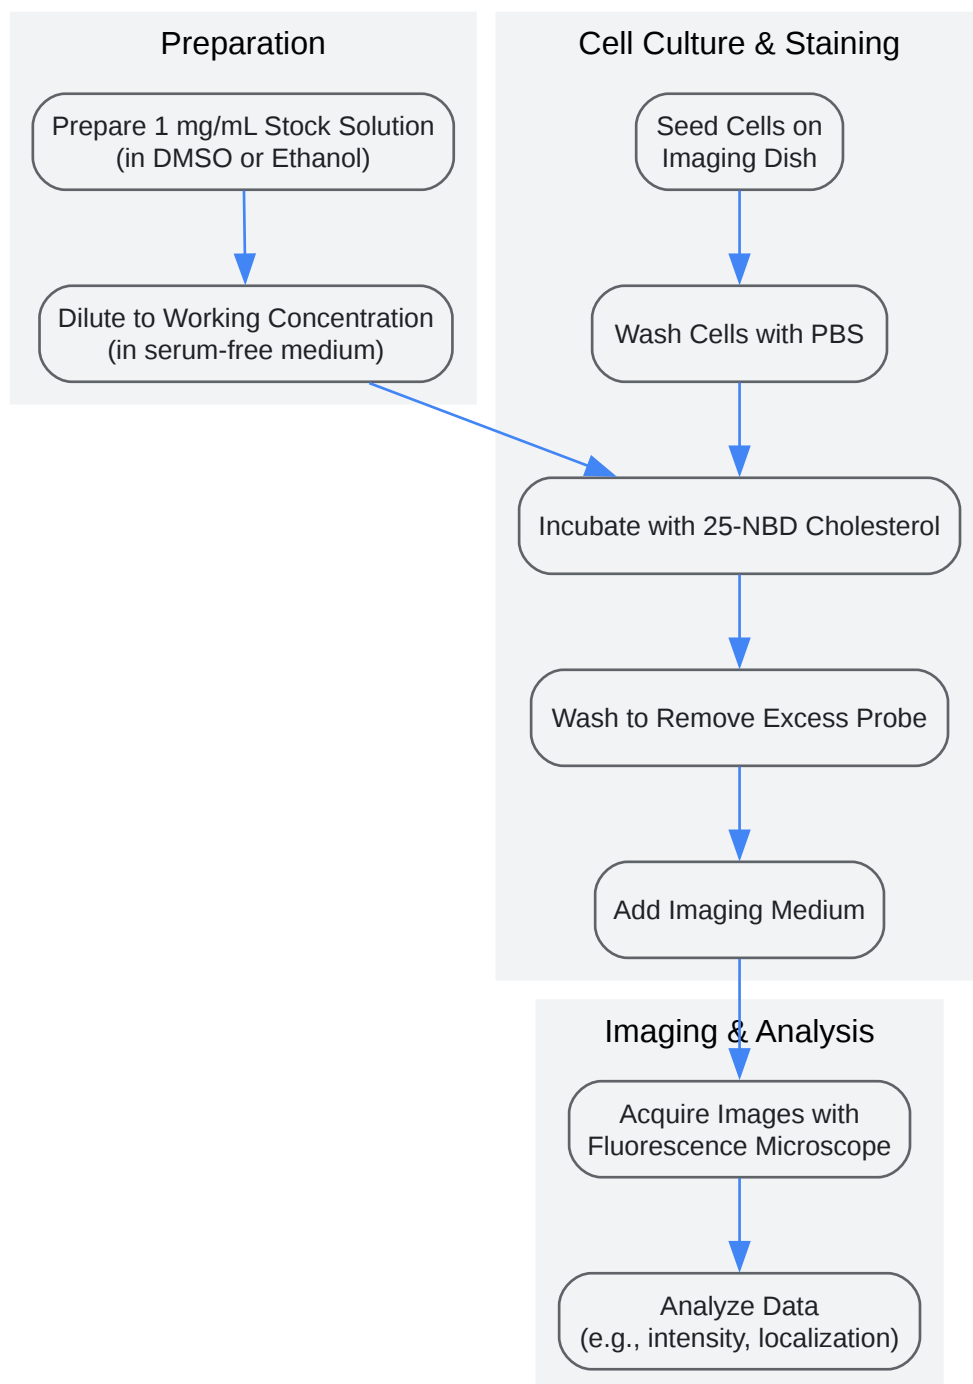 Preparation
Prepare 1 mg/mL Stock Solution
(in DMSO or Ethanol)
Dilute to Working Concentration
(in serum-free medium)
Cell Culture & Staining
Seed Cells on
Imaging Dish
Wash Cells with PBS
Incubate with 25-NBD Cholesterol
Wash to Remove Excess Probe
Add Imaging Medium
Imaging & Analysis
Acquire Images with
Fluorescence Microscope
Analyze Data
(e.g., intensity, localization)